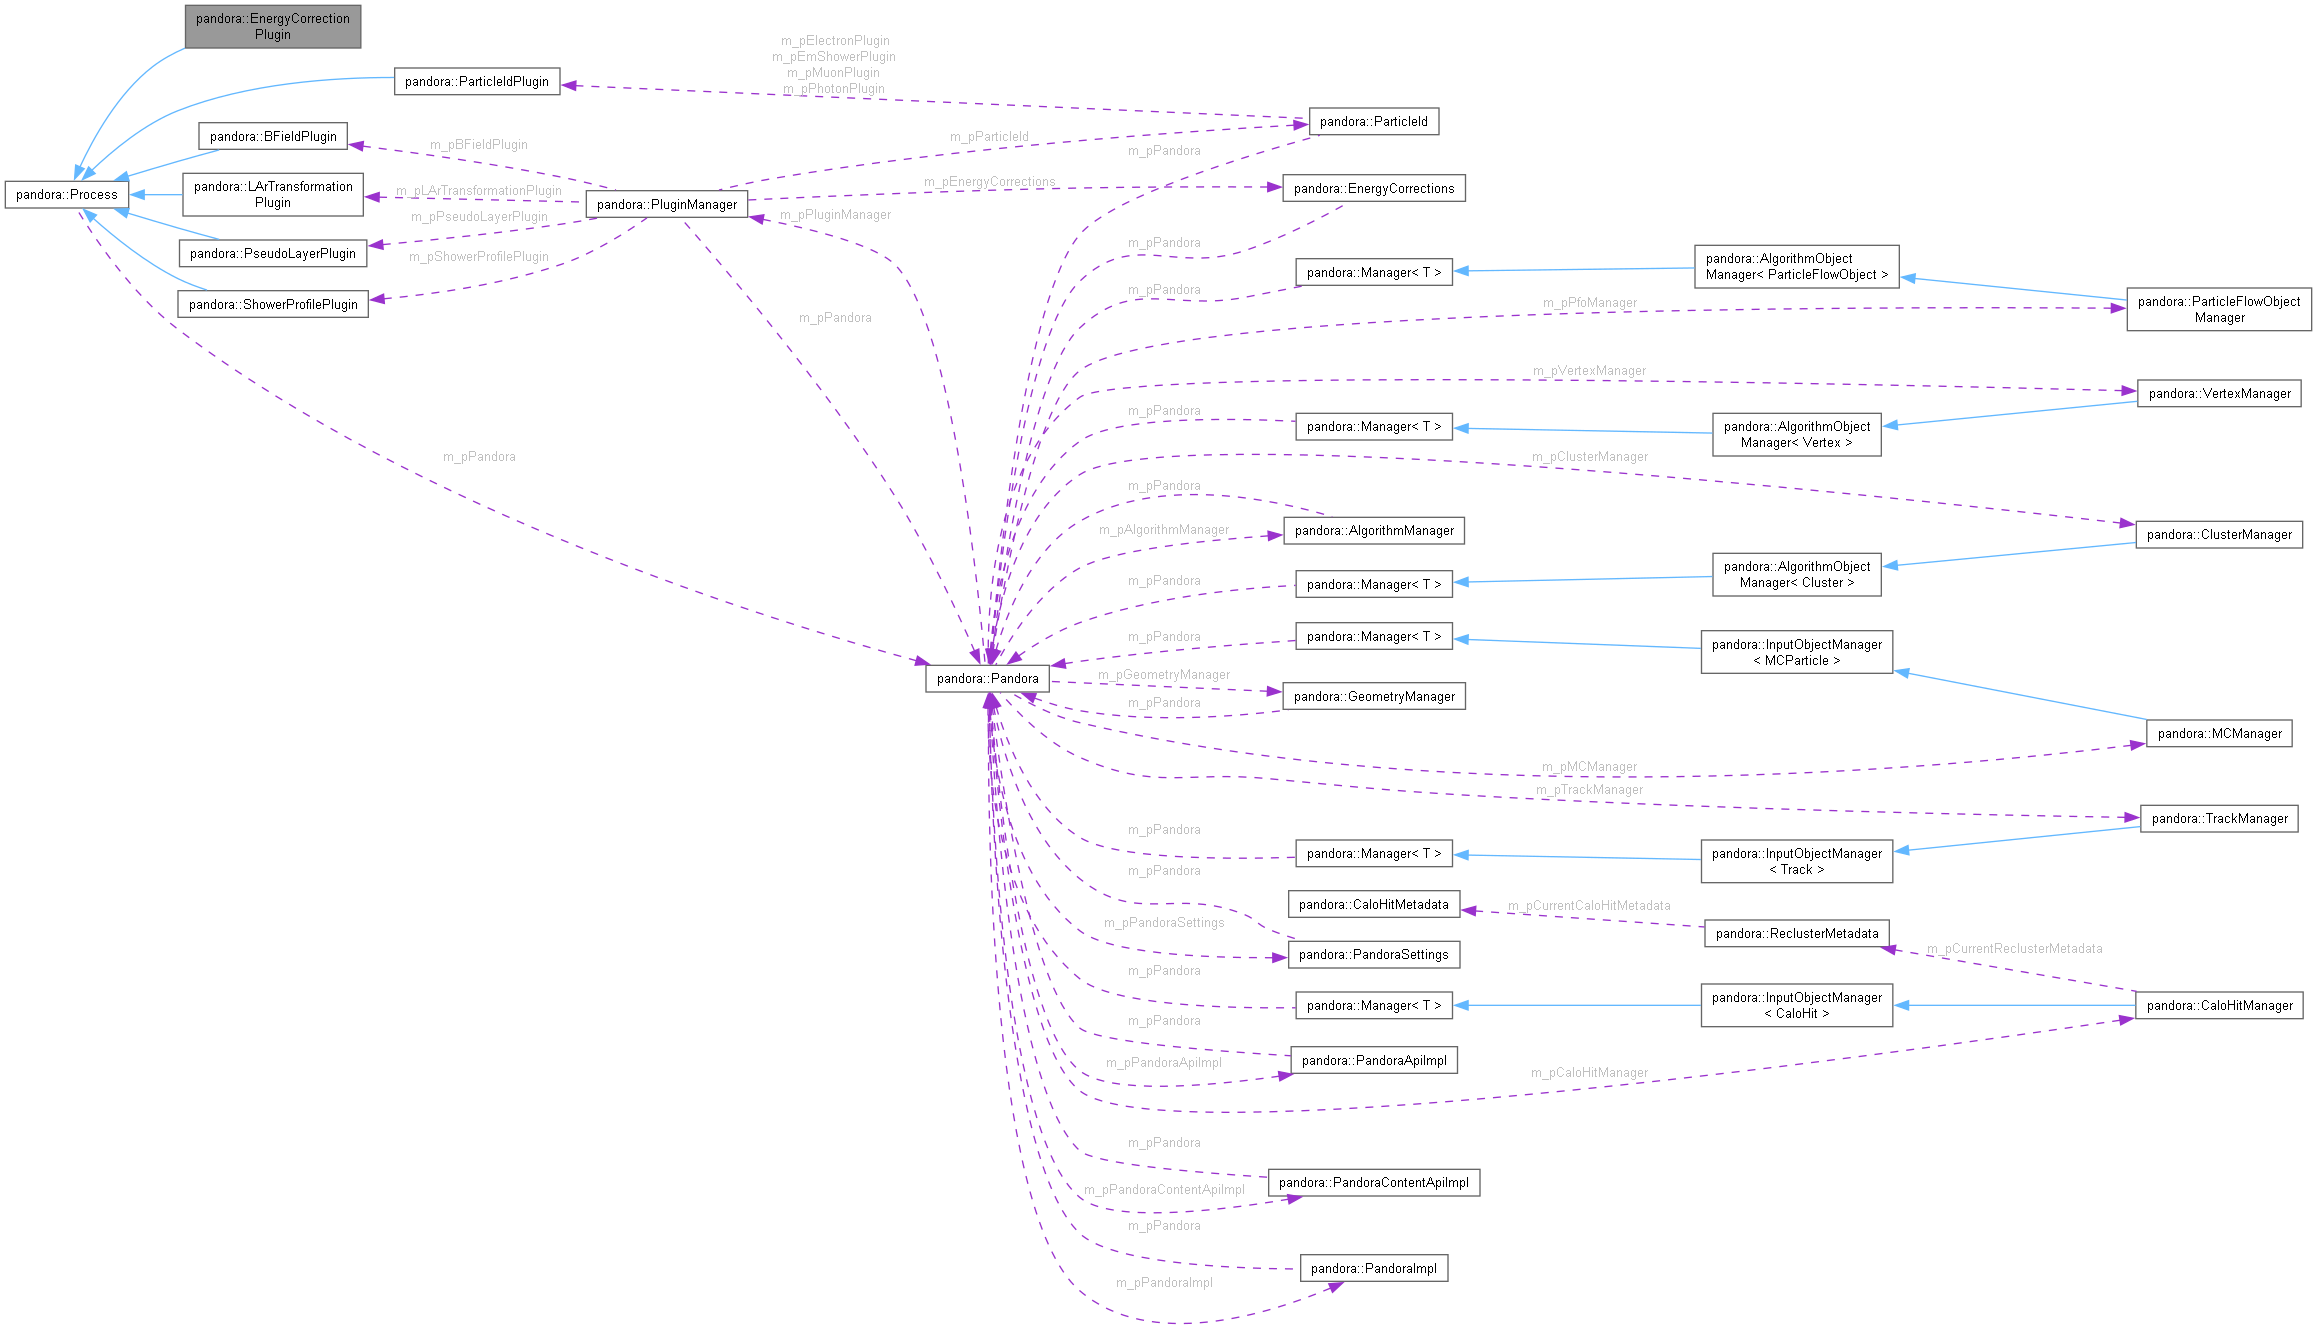 pandora::EnergyCorrection
Plugin
m_pElectronPlugin
m_pEmShowerPlugin
m_pMuonPlugin
m_pPhotonPlugin
pandora::ParticleIdPlugin
pandora::ParticleId
pandora::BFieldPlugin
m_pBFieldPlugin
m_pParticleId
m_pPandora
pandora::Process
pandora::LArTransformation
Plugin
m_pLArTransformationPlugin
m_pEnergyCorrections
pandora::EnergyCorrections
pandora::PluginManager
m_pPseudoLayerPlugin
m_pPluginManager
pandora::PseudoLayerPlugin
m_pShowerProfilePlugin
m_pPandora
pandora::Manager< T >
pandora::AlgorithmObject
Manager< ParticleFlowObject >
m_pPandora
pandora::ShowerProfilePlugin
m_pPfoManager
pandora::ParticleFlowObject
Manager
m_pPandora
m_pVertexManager
pandora::VertexManager
m_pPandora
pandora::Manager< T >
pandora::AlgorithmObject
Manager< Vertex >
m_pPandora
m_pClusterManager
m_pPandora
m_pAlgorithmManager
pandora::AlgorithmManager
pandora::ClusterManager
m_pPandora
pandora::Manager< T >
pandora::AlgorithmObject
Manager< Cluster >
m_pPandora
pandora::Manager< T >
pandora::InputObjectManager
< MCParticle >
pandora::Pandora
m_pGeometryManager
pandora::GeometryManager
m_pPandora
pandora::MCManager
m_pMCManager
m_pTrackManager
pandora::TrackManager
m_pPandora
pandora::Manager< T >
pandora::InputObjectManager
< Track >
m_pPandora
pandora::CaloHitMetadata
m_pCurrentCaloHitMetadata
m_pPandoraSettings
pandora::ReclusterMetadata
m_pCurrentReclusterMetadata
pandora::PandoraSettings
m_pPandora
pandora::Manager< T >
pandora::InputObjectManager
< CaloHit >
pandora::CaloHitManager
m_pPandora
m_pPandoraApiImpl
pandora::PandoraApiImpl
m_pCaloHitManager
m_pPandora
m_pPandoraContentApiImpl
pandora::PandoraContentApiImpl
m_pPandora
pandora::PandoraImpl
m_pPandoraImpl